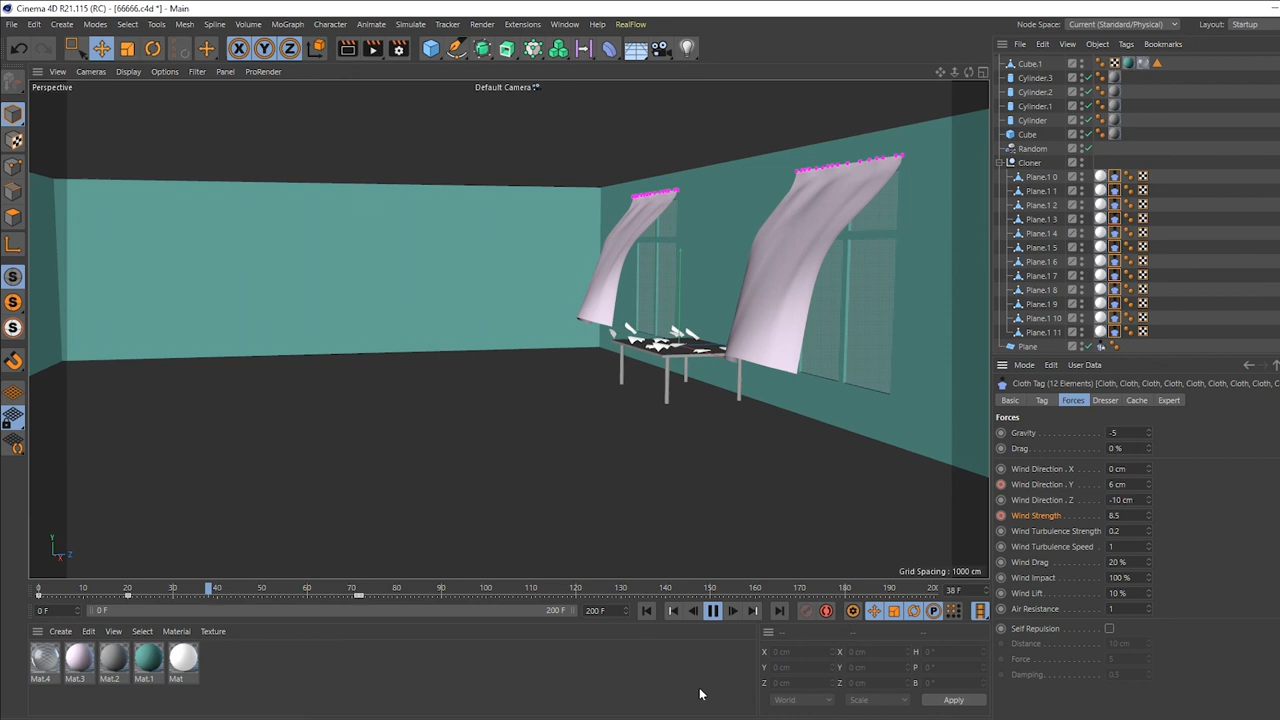 Cinema 4D R21.115 (RC) - [66666.c4d *] - Main
File Edit Create Modes Select Tools Mesh Spline Volume MoGraph Character Animate Simulate Tracker Render Extensions Window Help RealFlow
Node Space: Current (Standard/Physical) Layout: Startup
X Y Z
View Cameras Display Options Filter Panel ProRender
File Edit View Object Tags Bookmarks
Perspective
Default Camera
Cube.1
Cylinder.3
Cylinder.2
Cylinder.1
Cylinder
Cube
Random
Cloner
Plane.1 0
Plane.1 1
Plane.1 2
Plane.1 3
Plane.1 4
Plane.1 5
Plane.1 6
Plane.1 7
Plane.1 8
Plane.1 9
Plane.1 10
Plane.1 11
Plane
Mode Edit User Data
Cloth Tag (12 Elements) [Cloth, Cloth, Cloth, Cloth, Cloth, Cloth, Cloth, C
Basic Tag Forces Dresser Cache Expert
Forces
Gravity -5
Drag 0 %
Wind Direction . X 0 cm
Wind Direction . Y 6 cm
Wind Direction . Z -10 cm
Wind Strength 8.5
Wind Turbulence Strength 0.2
Wind Turbulence Speed 1
Wind Drag 20 %
Wind Impact 100 %
Wind Lift 10 %
Air Resistance 1
Self Repulsion
Distance 10 cm
Force 5
Damping 0.5
S
S
S
Y
X Z
Grid Spacing : 1000 cm
0 10 20 30 40 50 60 70 80 90 100 110 120 130 140 150 160 170 180 190 200 38 F
0 F 0 F 200 F 200 F
P
Create Edit View Select Material Texture
Mat.4 Mat.3 Mat.2 Mat.1 Mat
-- -- --
X 0 cm X 0 cm H 0 °
Y 0 cm Y 0 cm P 0 °
Z 0 cm Z 0 cm B 0 °
World Scale Apply